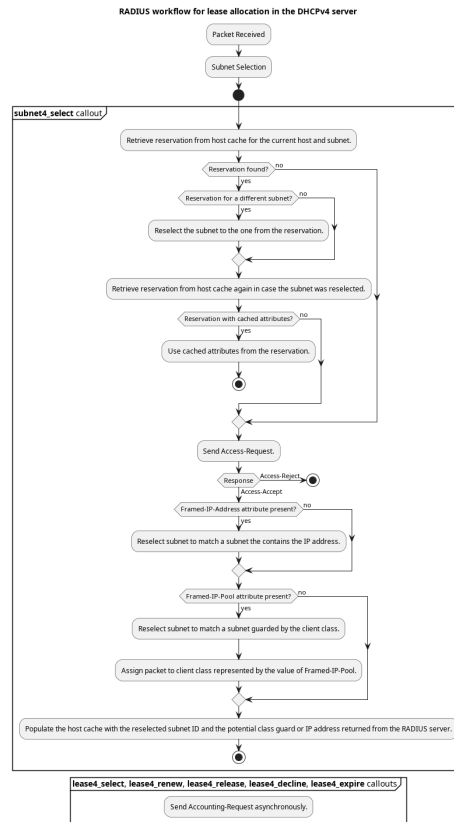 RADIUS workflow for lease allocation in the DHCPv4 server
Packet Received
Subnet Selection
subnet4_select callout
Retrieve reservation from host cache for the current host and subnet.
Reservation found?
no
yes
Reservation for a different subnet?
no
yes
Reselect the subnet to the one from the reservation.
Retrieve reservation from host cache again in case the subnet was reselected.
Reservation with cached attributes?
no
yes
Use cached attributes from the reservation.
Send Access-Request.
Response
Access-Reject
Access-Accept
Framed-IP-Address attribute present?
no
yes
Reselect subnet to match a subnet the contains the IP address.
Framed-IP-Pool attribute present?
no
yes
Reselect subnet to match a subnet guarded by the client class.
Assign packet to client class represented by the value of Framed-IP-Pool.
Populate the host cache with the reselected subnet ID and the potential class guard or IP address returned from the RADIUS server.
lease4_select, lease4_renew, lease4_release, lease4_decline, lease4_expire callouts
Send Accounting-Request asynchronously.